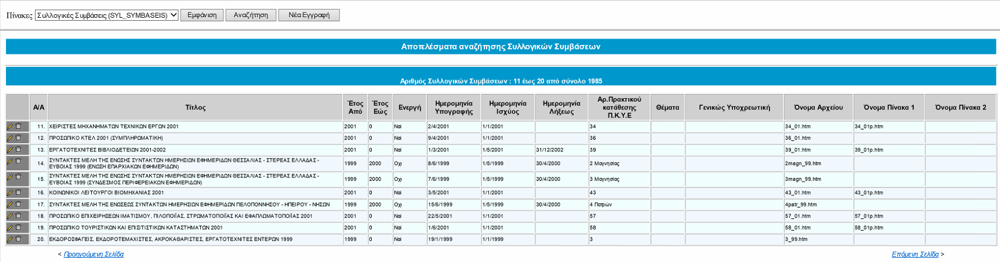 Πίνακες Συλλογικές Συμβάσεις (SYL_SYMBASEIS) Εμφάνιση Αναζήτηση Νέα Εγγραφή
Αποτελέσματα αναζήτησης Συλλογικών Συμβάσεων
Αριθμός Συλλογικών Συμβάσεων : 11 έως 20 από σύνολο 1985
Α/Α Τίτλος Έτος Από Έτος Εώς Ενεργή Ημερομηνία Υπογραφής Ημερομηνία Ισχύος Ημερομηνία Λήξεως Αρ.Πρακτικού κατάθεσης Π.Κ.Υ.Ε Θέματα Γενικώς Υποχρεωτική Όνομα Αρχείου Όνομα Πίνακα 1 Όνομα Πίνακα 2
11. ΧΕΙΡΙΣΤΕΣ ΜΗΧΑΝΗΜΑΤΩΝ ΤΕΧΝΙΚΩΝ ΕΡΓΩΝ 2001 2001 0 Ναί 2/4/2001 1/1/2001 34 34_01.htm 34_01p.htm
12. ΠΡΟΣΩΠΙΚΟ ΚΤΕΛ 2001 (ΣΥΜΠΛΗΡΩΜΑΤΙΚΗ) 2001 0 Ναί 9/4/2001 1/1/2001 36 36_01.htm
13. ΕΡΓΑΤΟΤΕΧΝΙΤΕΣ ΒΙΒΛΙΟΔΕΤΕΙΩΝ 2001-2002 2001 0 Ναί 1/3/2001 1/5/2001 31/12/2002 39 39_01.htm 39_01p.htm
14. ΣΥΝΤΑΚΤΕΣ ΜΕΛΗ ΤΗΣ ΕΝΩΣΗΣ ΣΥΝΤΑΚΤΩΝ ΗΜΕΡΗΣΙΩΝ ΕΦΗΜΕΡΙΔΩΝ ΘΕΣΣΑΛΙΑΣ - ΣΤΕΡΕΑΣ ΕΛΛΑΔΑΣ -
ΕΥΒΟΙΑΣ 1999 (ΕΝΩΣΗ ΕΠΑΡΧΙΑΚΩΝ ΕΦΗΜΕΡΙΔΩΝ) 1999 2000 Οχι 8/6/1999 1/5/1999 30/4/2000 2 Μαγνησίας 2magn_99.htm
15. ΣΥΝΤΑΚΤΕΣ ΜΕΛΗ ΤΗΣ ΕΝΩΣΗΣ ΣΥΝΤΑΚΤΩΝ ΗΜΕΡΗΣΙΩΝ ΕΦΗΜΕΡΙΔΩΝ ΘΕΣΣΑΛΙΑΣ - ΣΤΕΡΕΑΣ ΕΛΛΑΔΑΣ -
ΕΥΒΟΙΑΣ 1999 (ΣΥΝΔΕΣΜΟΣ ΠΕΡΙΦΕΡΕΙΑΚΩΝ ΕΦΗΜΕΡΙΔΩΝ) 1999 2000 Οχι 7/6/1999 1/5/1999 30/4/2000 3 Μαγνησίας 3magn_99.htm
16. ΚΟΙΝΩΝΙΚΟΙ ΛΕΙΤΟΥΡΓΟΙ ΒΙΟΜΗΧΑΝΙΑΣ 2001 2001 0 Ναί 3/5/2001 1/1/2001 43 43_01.htm 43_01p.htm
17. ΣΥΝΤΑΚΤΕΣ ΜΕΛΗ ΤΗΣ ΕΝΩΣΕΩΣ ΣΥΝΤΑΚΤΩΝ ΗΜΕΡΗΣΙΩΝ ΕΦΗΜΕΡΙΔΩΝ ΠΕΛΟΠΟΝΝΗΣΟΥ - ΗΠΕΙΡΟΥ - ΝΗΣΩΝ 1999 2000 Οχι 15/6/1999 1/5/1999 30/4/2000 4 Πατρών 4patr_99.htm
18. ΠΡΟΣΩΠΙΚΟ ΕΠΙΧΕΙΡΗΣΕΩΝ ΙΜΑΤΙΣΜΟΥ, ΠΙΛΟΠΟΙΪΑΣ, ΣΤΡΩΜΑΤΟΠΟΙΪΑΣ ΚΑΙ ΕΦΑΠΛΩΜΑΤΟΠΟΙΪΑΣ 2001 2001 0 Ναί 22/5/2001 1/1/2001 57 57_01.htm 57_01p.htm
19. ΠΡΟΣΩΠΙΚΟ ΤΟΥΡΙΣΤΙΚΩΝ ΚΑΙ ΕΠΙΣΙΤΙΣΤΙΚΩΝ ΚΑΤΑΣΤΗΜΑΤΩΝ 2001 2001 0 Ναί 1/6/2001 1/1/2001 58 58_01.htm 58_01p.htm
20. ΕΚΔΟΡΟΣΦΑΓΕΙΣ, ΕΚΔΟΡΟΤΕΜΑΧΙΣΤΕΣ, ΑΚΡΟΚΑΘΑΡΙΣΤΕΣ, ΕΡΓΑΤΟΤΕΧΝΙΤΕΣ ΕΝΤΕΡΩΝ 1999 1999 0 Ναί 19/1/1999 1/1/1999 3 3_99.htm
< Προηγούμενη Σελίδα Επόμενη Σελίδα >